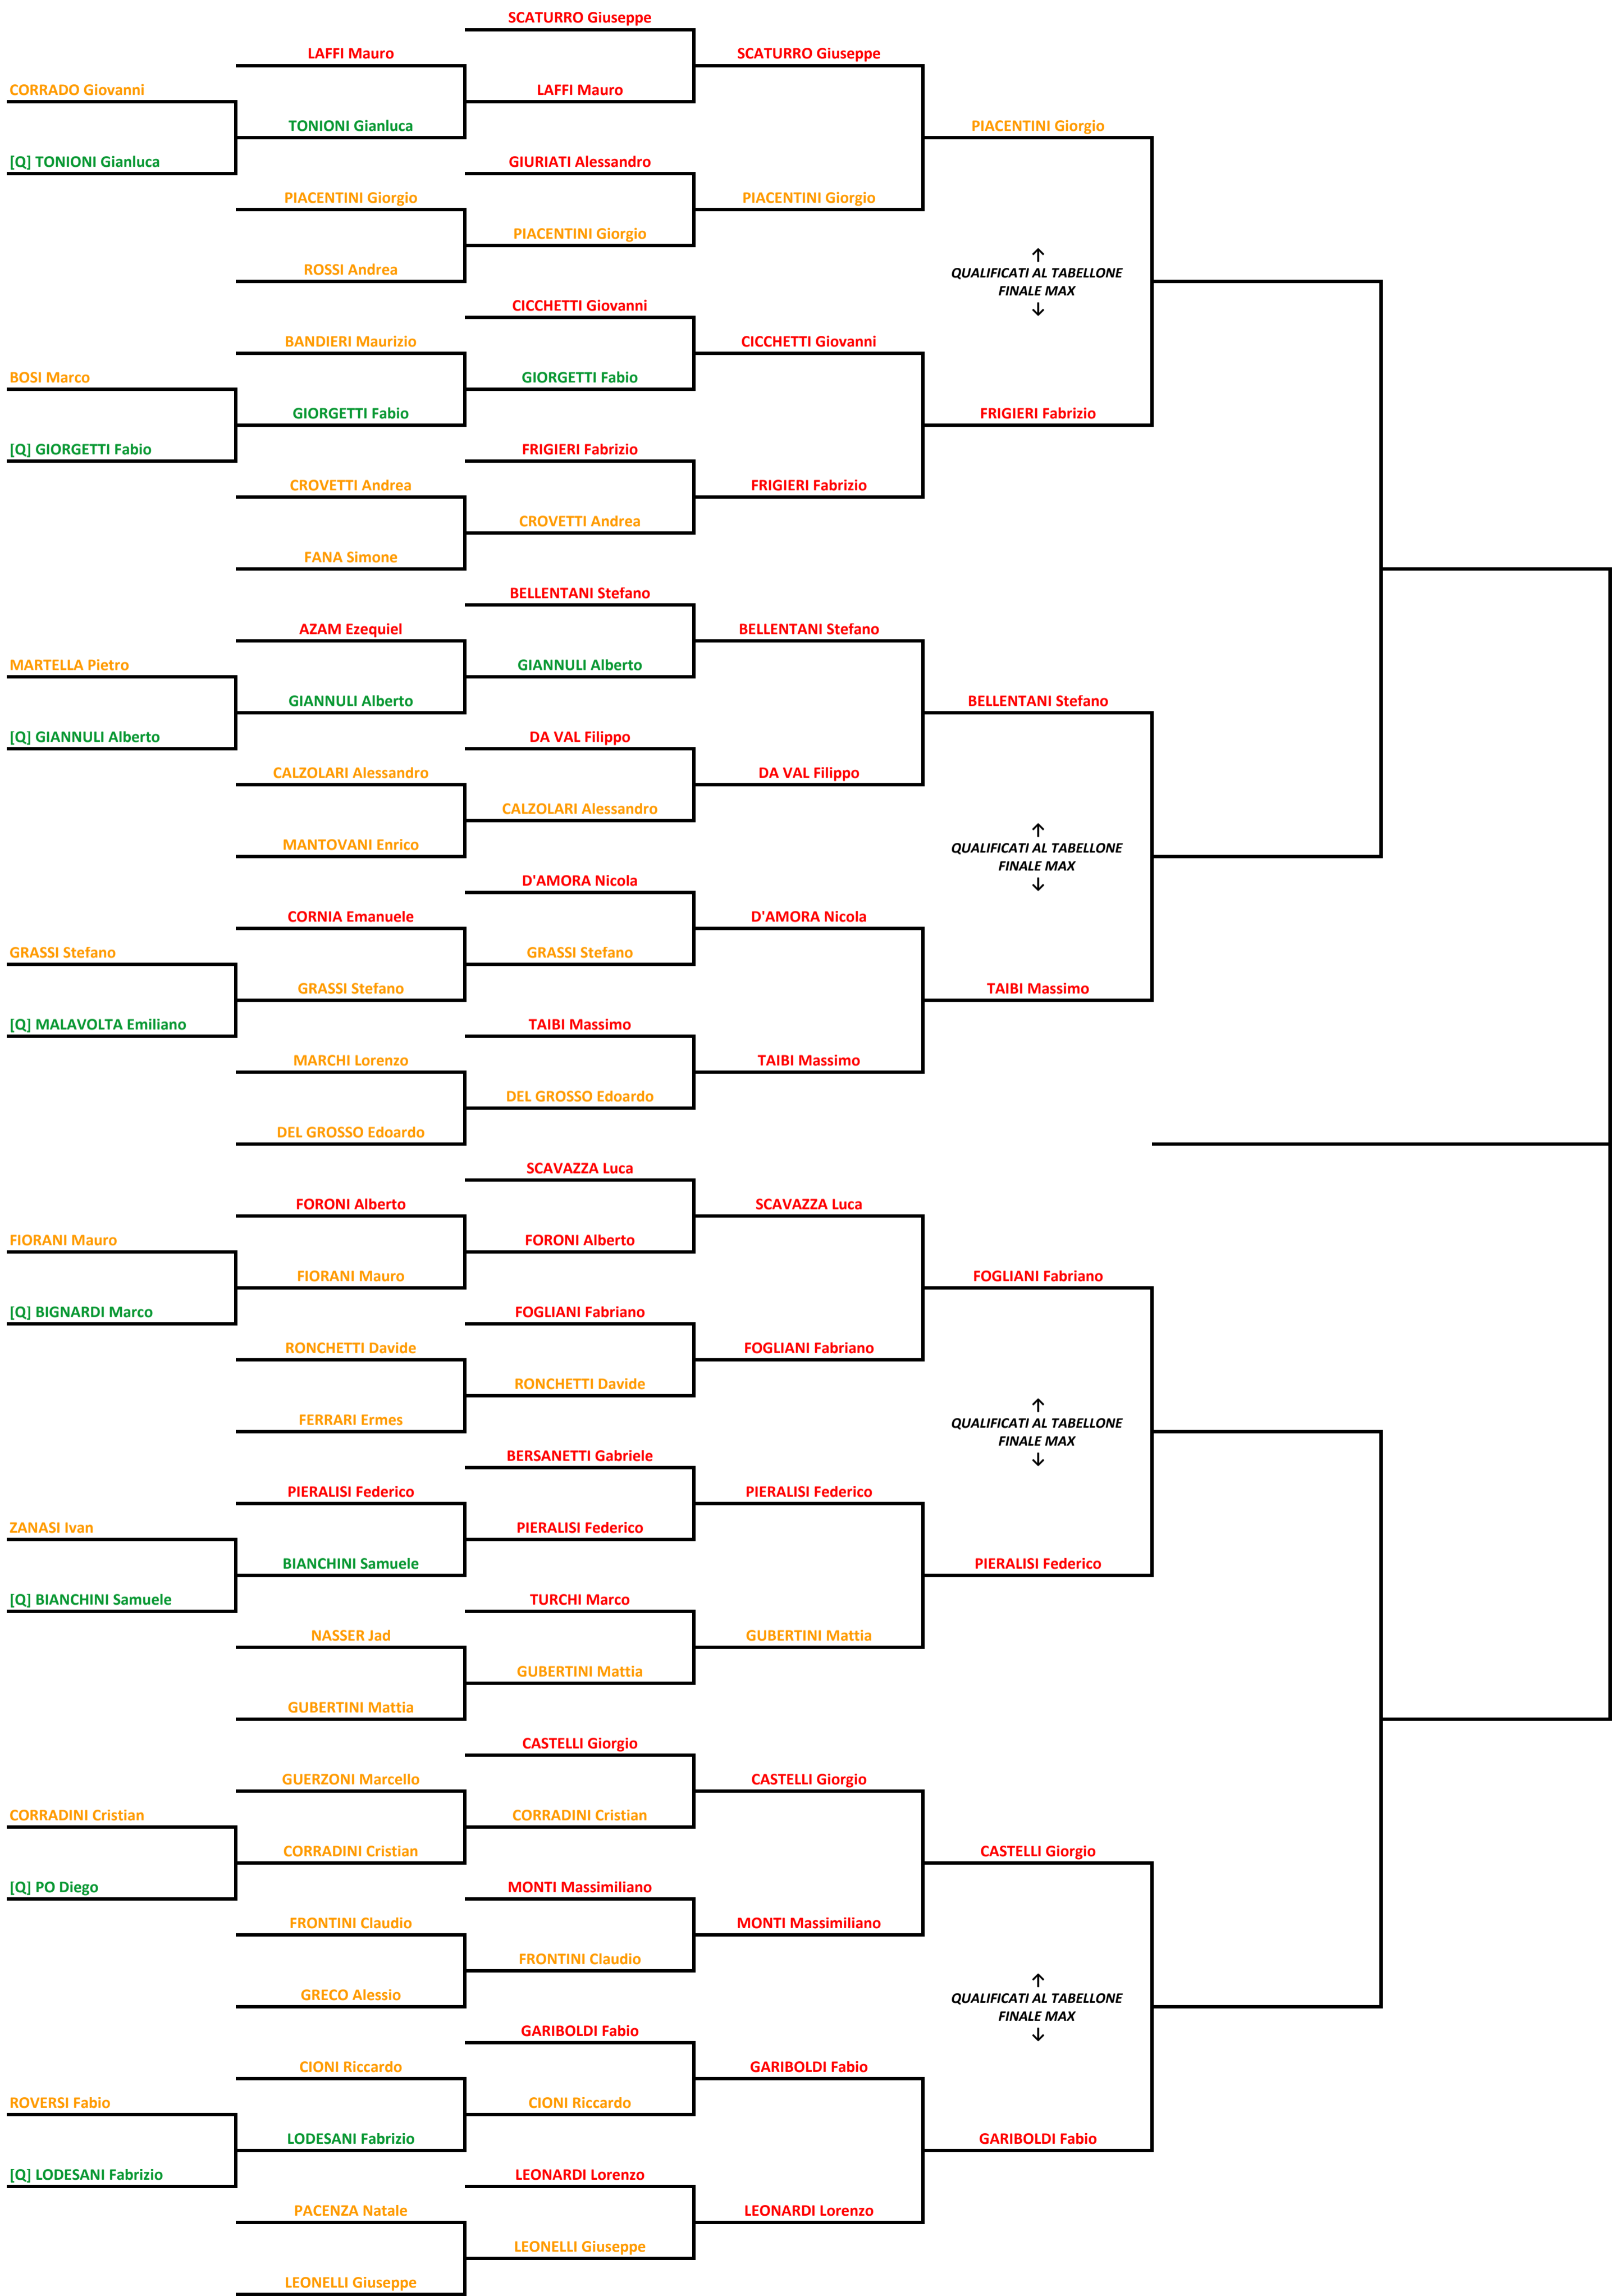 SCATURRO Giuseppe
LAFFI Mauro
SCATURRO Giuseppe
CORRADO Giovanni
LAFFI Mauro
TONIONI Gianluca
PIACENTINI Giorgio
[Q] TONIONI Gianluca
GIURIATI Alessandro
PIACENTINI Giorgio
PIACENTINI Giorgio
PIACENTINI Giorgio
ROSSI Andrea
↑
QUALIFICATI AL TABELLONE
FINALE MAX
↓
CICCHETTI Giovanni
BANDIERI Maurizio
CICCHETTI Giovanni
BOSI Marco
GIORGETTI Fabio
GIORGETTI Fabio
FRIGIERI Fabrizio
[Q] GIORGETTI Fabio
FRIGIERI Fabrizio
CROVETTI Andrea
FRIGIERI Fabrizio
CROVETTI Andrea
FANA Simone
BELLENTANI Stefano
AZAM Ezequiel
BELLENTANI Stefano
MARTELLA Pietro
GIANNULI Alberto
GIANNULI Alberto
BELLENTANI Stefano
[Q] GIANNULI Alberto
DA VAL Filippo
CALZOLARI Alessandro
DA VAL Filippo
CALZOLARI Alessandro
MANTOVANI Enrico
↑
QUALIFICATI AL TABELLONE
FINALE MAX
↓
D'AMORA Nicola
CORNIA Emanuele
D'AMORA Nicola
GRASSI Stefano
GRASSI Stefano
GRASSI Stefano
TAIBI Massimo
[Q] MALAVOLTA Emiliano
TAIBI Massimo
MARCHI Lorenzo
TAIBI Massimo
DEL GROSSO Edoardo
DEL GROSSO Edoardo
SCAVAZZA Luca
FORONI Alberto
SCAVAZZA Luca
FIORANI Mauro
FORONI Alberto
FIORANI Mauro
FOGLIANI Fabriano
[Q] BIGNARDI Marco
FOGLIANI Fabriano
RONCHETTI Davide
FOGLIANI Fabriano
RONCHETTI Davide
FERRARI Ermes
↑
QUALIFICATI AL TABELLONE
FINALE MAX
↓
BERSANETTI Gabriele
PIERALISI Federico
PIERALISI Federico
ZANASI Ivan
PIERALISI Federico
BIANCHINI Samuele
PIERALISI Federico
[Q] BIANCHINI Samuele
TURCHI Marco
NASSER Jad
GUBERTINI Mattia
GUBERTINI Mattia
GUBERTINI Mattia
CASTELLI Giorgio
GUERZONI Marcello
CASTELLI Giorgio
CORRADINI Cristian
CORRADINI Cristian
CORRADINI Cristian
CASTELLI Giorgio
[Q] PO Diego
MONTI Massimiliano
FRONTINI Claudio
MONTI Massimiliano
FRONTINI Claudio
GRECO Alessio
↑
QUALIFICATI AL TABELLONE
FINALE MAX
↓
GARIBOLDI Fabio
CIONI Riccardo
GARIBOLDI Fabio
ROVERSI Fabio
CIONI Riccardo
LODESANI Fabrizio
GARIBOLDI Fabio
[Q] LODESANI Fabrizio
LEONARDI Lorenzo
PACENZA Natale
LEONARDI Lorenzo
LEONELLI Giuseppe
LEONELLI Giuseppe